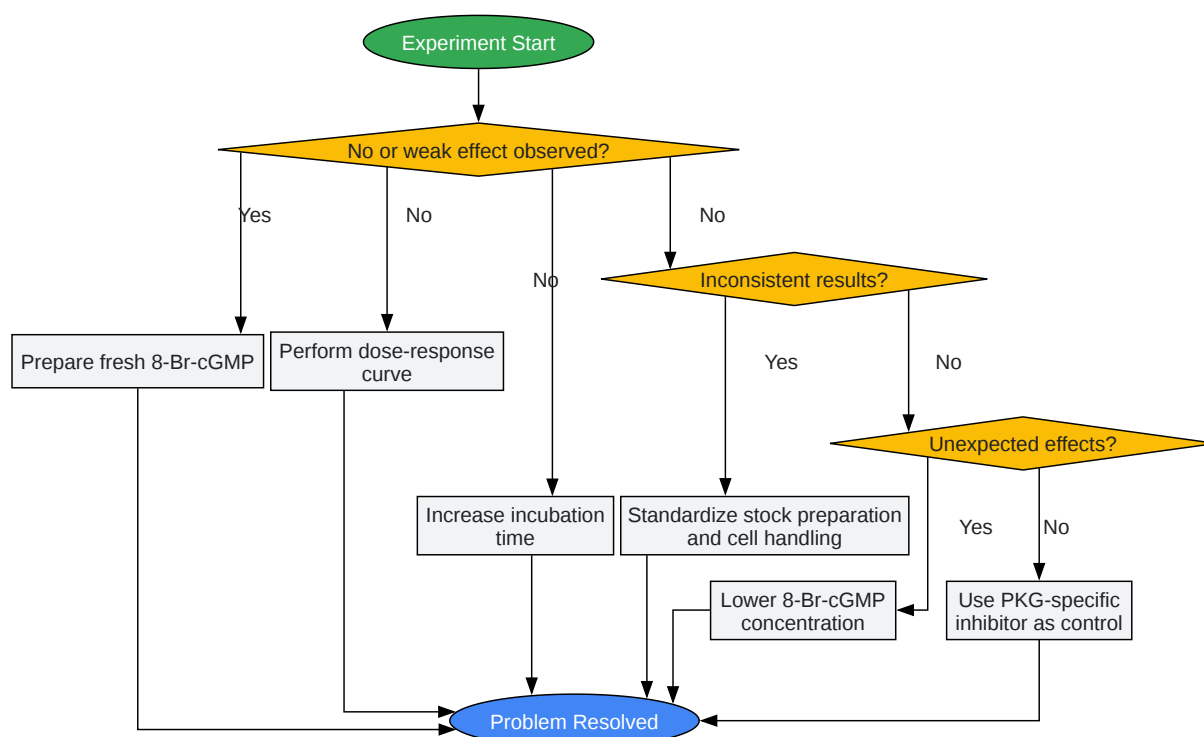 Experiment Start
No or weak effect observed?
Yes
No
No
No
Inconsistent results?
Prepare fresh 8-Br-cGMP
Perform dose-response
curve
Yes
No
Unexpected effects?
Increase incubation
time
Standardize stock preparation
and cell handling
Yes
No
Lower 8-Br-cGMP
concentration
Use PKG-specific
inhibitor as control
Problem Resolved